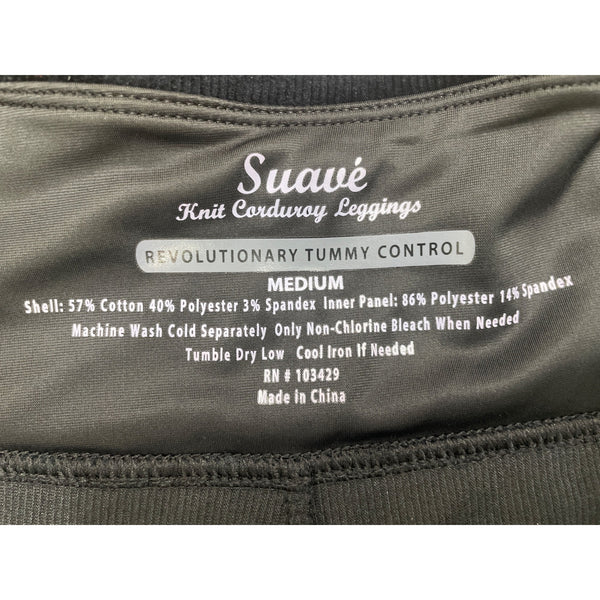 Suavé
Knit Corduroy Leggings
REVOLUTIONARY TUMMY CONTROL
MEDIUM
Shell: 57% Cotton 40% Polyester 3% Spandex Inner Panel: 86% Polyester 14% Spandex
Machine Wash Cold Separately Only Non-Chlorine Bleach When Needed
Tumble Dry Low Cool Iron If Needed
RN # 103429
Made In China